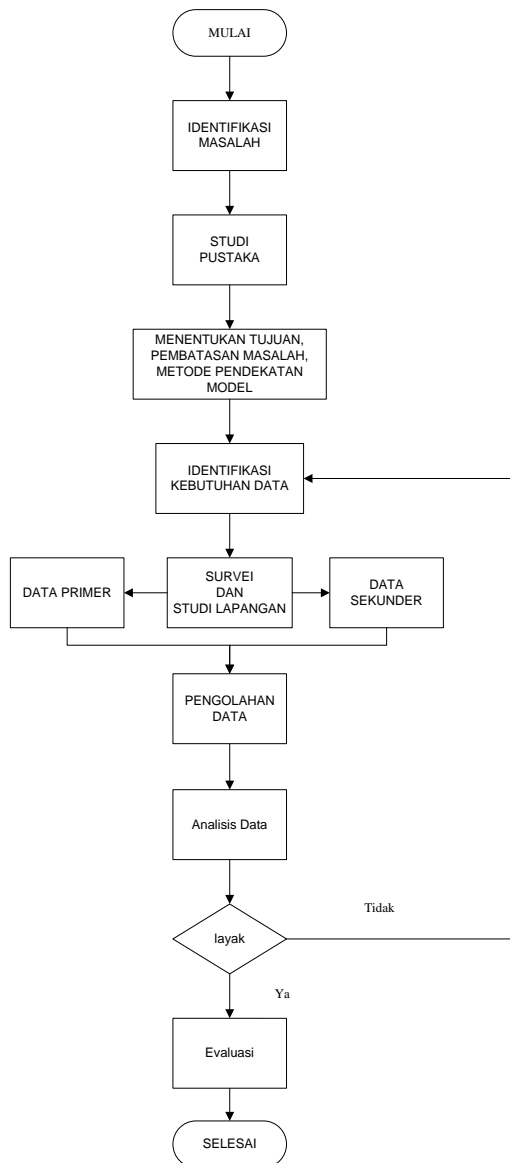 MULAI
IDENTIFIKASI
MASALAH
STUDI
PUSTAKA
MENENTUKAN TUJUAN,
PEMBATASAN MASALAH,
METODE PENDEKATAN
MODEL
IDENTIFIKASI
KEBUTUHAN DATA
DATA PRIMER
SURVEI
DAN
STUDI LAPANGAN
DATA
SEKUNDER
PENGOLAHAN
DATA
Analisis Data
layak
Tidak
Ya
Evaluasi
SELESAI